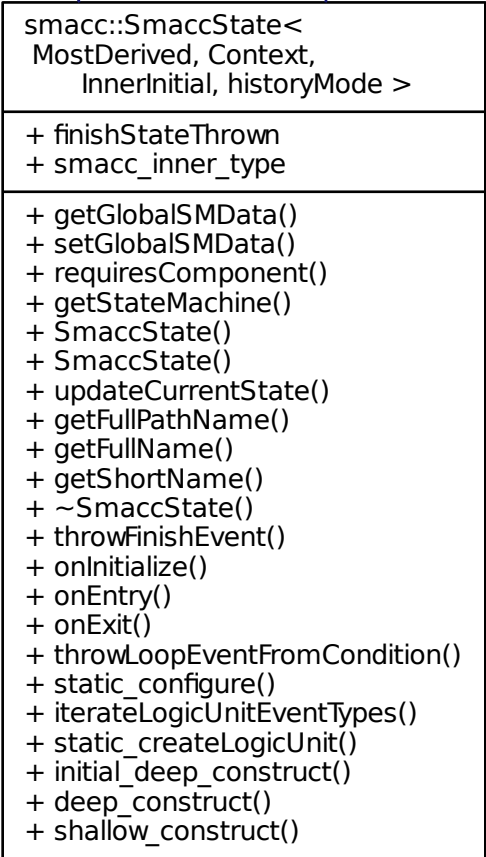 smacc::SmaccState<
MostDerived, Context,
InnerInitial, historyMode >
+ finishStateThrown
+ smacc_inner_type
+ getGlobalSMData()
+ setGlobalSMData()
+ requiresComponent()
+ getStateMachine()
+ SmaccState()
+ SmaccState()
+ updateCurrentState()
+ getFullPathName()
+ getFullName()
+ getShortName()
+ ~SmaccState()
+ throwFinishEvent()
+ onInitialize()
+ onEntry()
+ onExit()
+ throwLoopEventFromCondition()
+ static_configure()
+ iterateLogicUnitEventTypes()
+ static_createLogicUnit()
+ initial_deep_construct()
+ deep_construct()
+ shallow_construct()